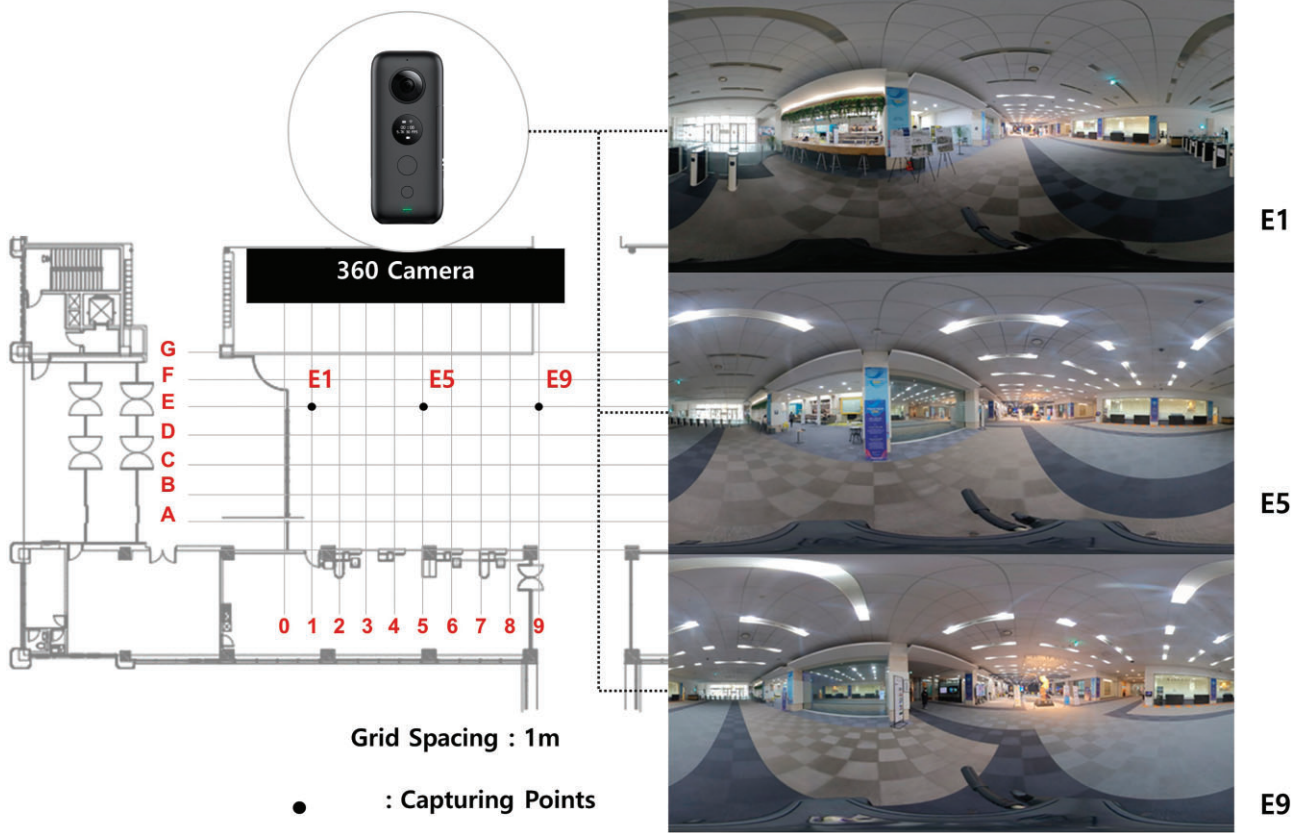 360 Camera
E1
E5
E9
G
F
E
D
C
B
A
E1
E5
E9
0 1 2 3 4 5 6 7 8 9
Grid Spacing : 1m
: Capturing Points